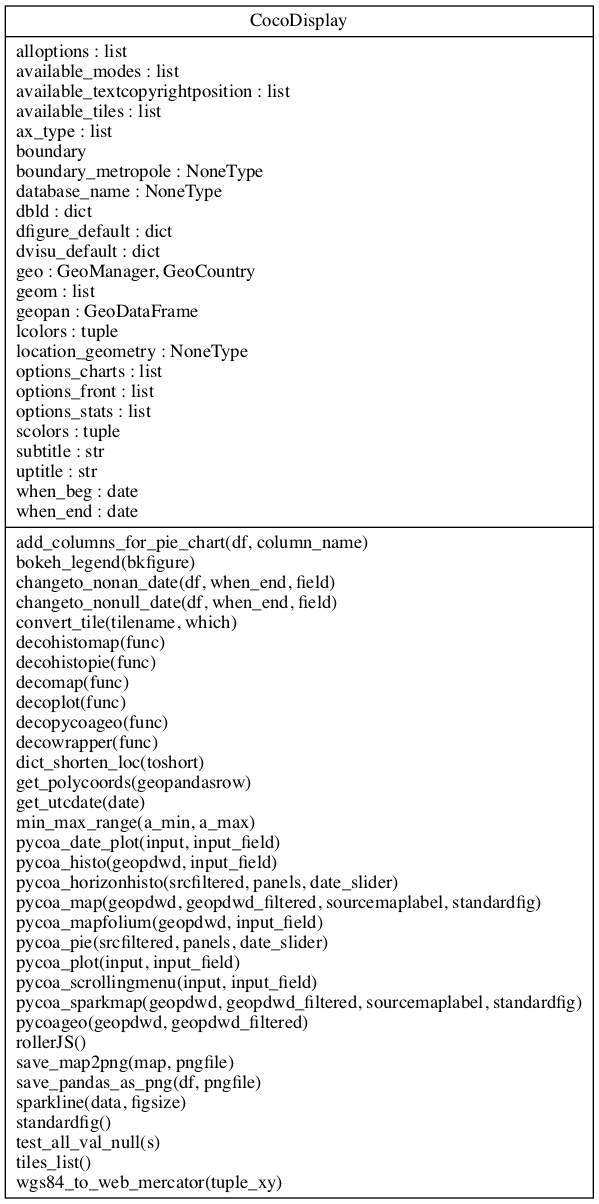 CocoDisplay
alloptions : list
available_modes : list
available_textcopyrightposition : list
available_tiles : list
ax_type : list
boundary
boundary_metropole : NoneType
database_name : NoneType
dbld : dict
dfigure_default : dict
dvisu_default : dict
geo : GeoManager, GeoCountry
geom : list
geopan : GeoDataFrame
lcolors : tuple
location_geometry : NoneType
options_charts : list
options_front : list
options_stats : list
scolors : tuple
subtitle : str
uptitle : str
when_beg : date
when_end : date
add_columns_for_pie_chart(df, column_name)
bokeh_legend(bkfigure)
changeto_nonan_date(df, when_end, field)
changeto_nonull_date(df, when_end, field)
convert_tile(tilename, which)
decohistomap(func)
decohistopie(func)
decomap(func)
decoplot(func)
decopycoageo(func)
decowrapper(func)
dict_shorten_loc(toshort)
get_polycoords(geopandasrow)
get_utcdate(date)
min_max_range(a_min, a_max)
pycoa_date_plot(input, input_field)
pycoa_histo(geopdwd, input_field)
pycoa_horizonhisto(srcfiltered, panels, date_slider)
pycoa_map(geopdwd, geopdwd_filtered, sourcemaplabel, standardfig)
pycoa_mapfolium(geopdwd, input_field)
pycoa_pie(srcfiltered, panels, date_slider)
pycoa_plot(input, input_field)
pycoa_scrollingmenu(input, input_field)
pycoa_sparkmap(geopdwd, geopdwd_filtered, sourcemaplabel, standardfig)
pycoageo(geopdwd, geopdwd_filtered)
rollerJS()
save_map2png(map, pngfile)
save_pandas_as_png(df, pngfile)
sparkline(data, figsize)
standardfig()
test_all_val_null(s)
tiles_list()
wgs84_to_web_mercator(tuple_xy)